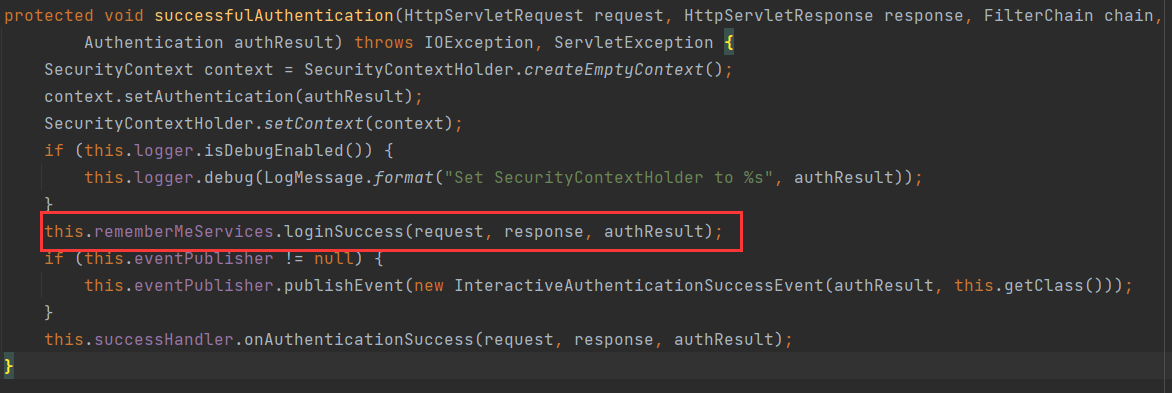 protected void successfulAuthentication(HttpServletRequest request, HttpServletResponse response, FilterChain chain,
        Authentication authResult) throws IOException, ServletException {
    SecurityContext context = SecurityContextHolder.createEmptyContext();
    context.setAuthentication(authResult);
    SecurityContextHolder.setContext(context);
    if (this.logger.isDebugEnabled()) {
        this.logger.debug(LogMessage.format("Set SecurityContextHolder to %s", authResult));
    }
    this.rememberMeServices.loginSuccess(request, response, authResult);
    if (this.eventPublisher != null) {
        this.eventPublisher.publishEvent(new InteractiveAuthenticationSuccessEvent(authResult, this.getClass()));
    }
    this.successHandler.onAuthenticationSuccess(request, response, authResult);
}